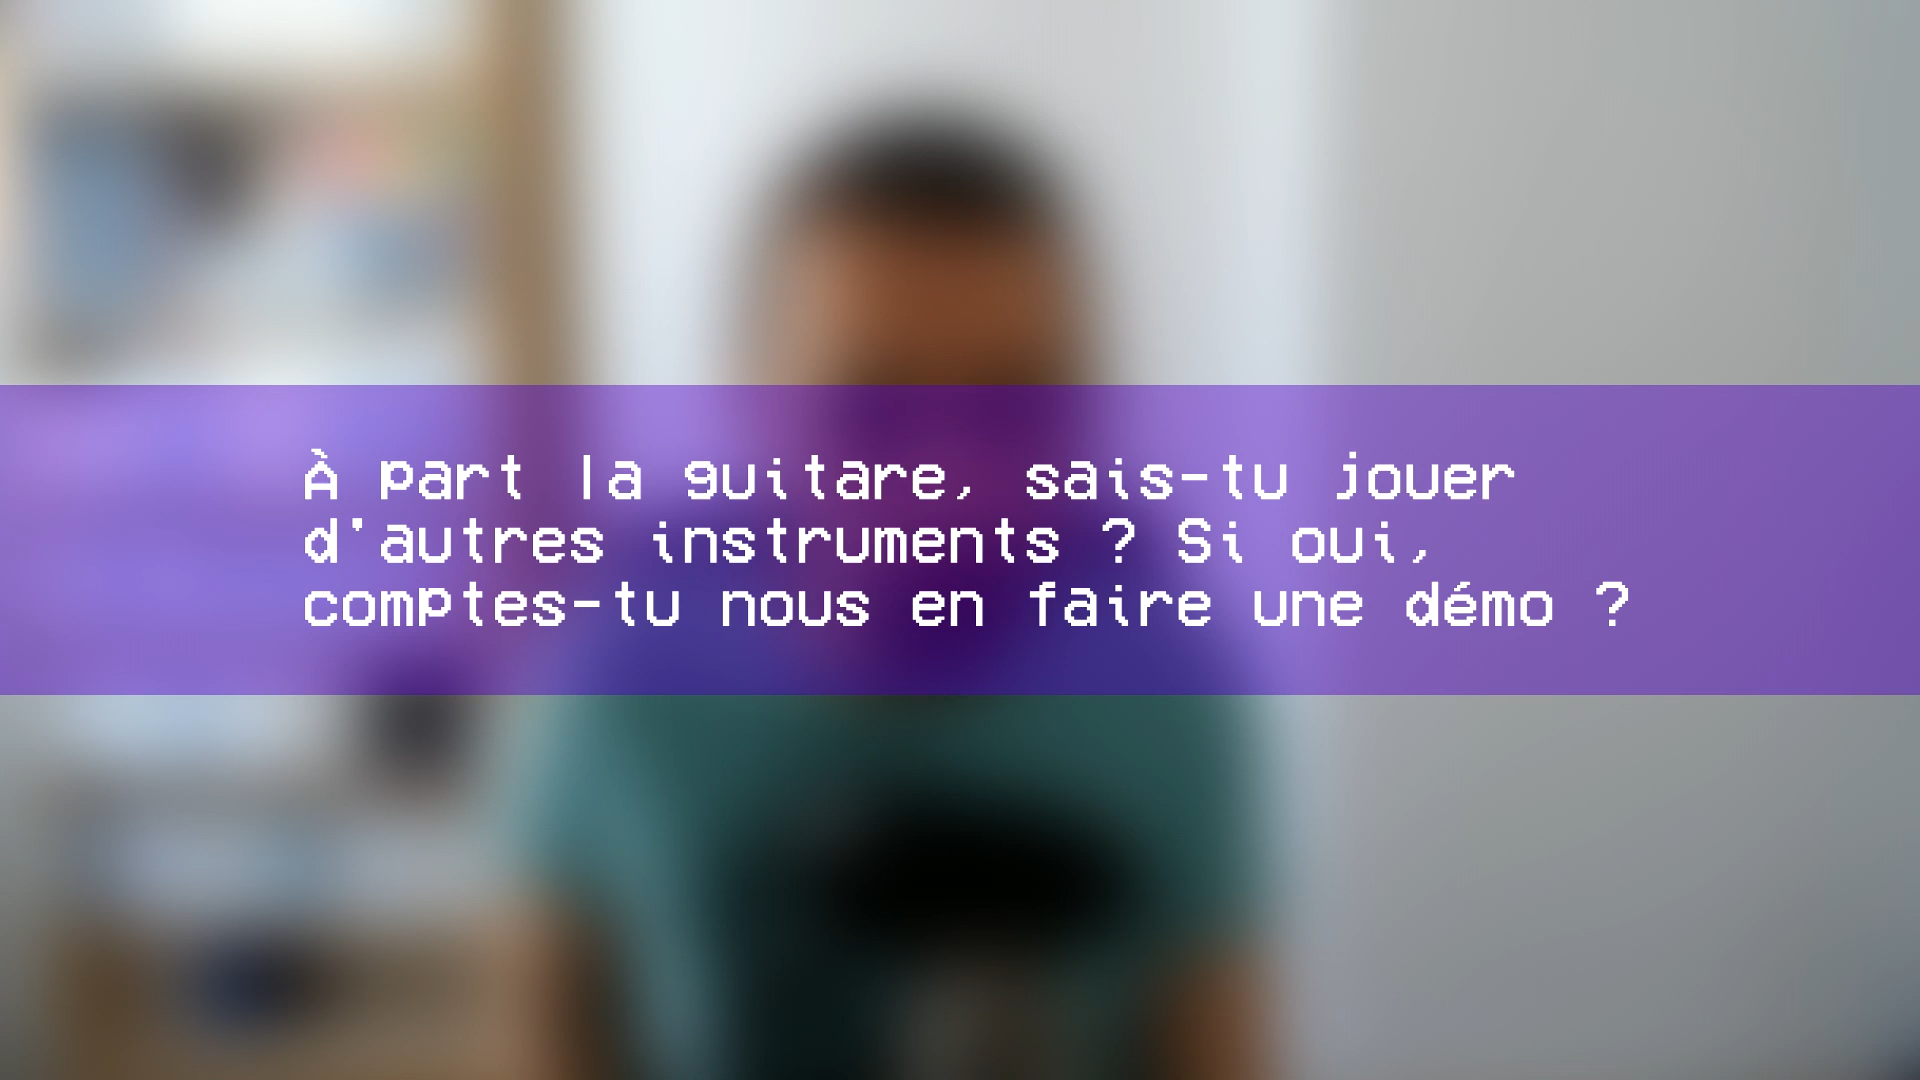 À part la guitare, sais-tu jouer
d'autres instruments ? Si oui,
comptes-tu nous en faire une démo ?